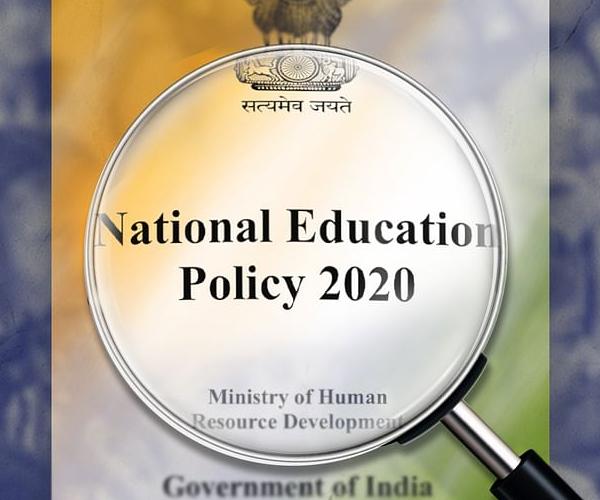 सत्यमेव जयते
National Education
Policy 2020
Ministry of Human
Resource Development
Government of India